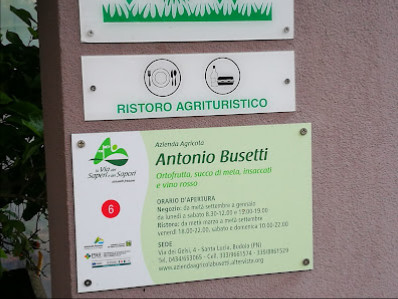 RISTORO AGRITURISTICO
Via dei
Saperi e dei Sapori
6
Azienda Agricola
Antonio Busetti
Ortofrutta, succo di mela, insaccati
e vino rosso
ORARIO D'APERTURA
Negozio: da metà settembre a gennaio
da lunedì a sabato 8.30-12.00 e 15.00-19.00
Ristoro: da metà marzo a metà settembre
venerdì 18.00-22.00, sabato e domenica 10.00-22.00
SEDE
Via dei Gelsi, 4 - Santa Lucia, Budoia (PN)
www.aziendaagricolabusetti.altervista.org